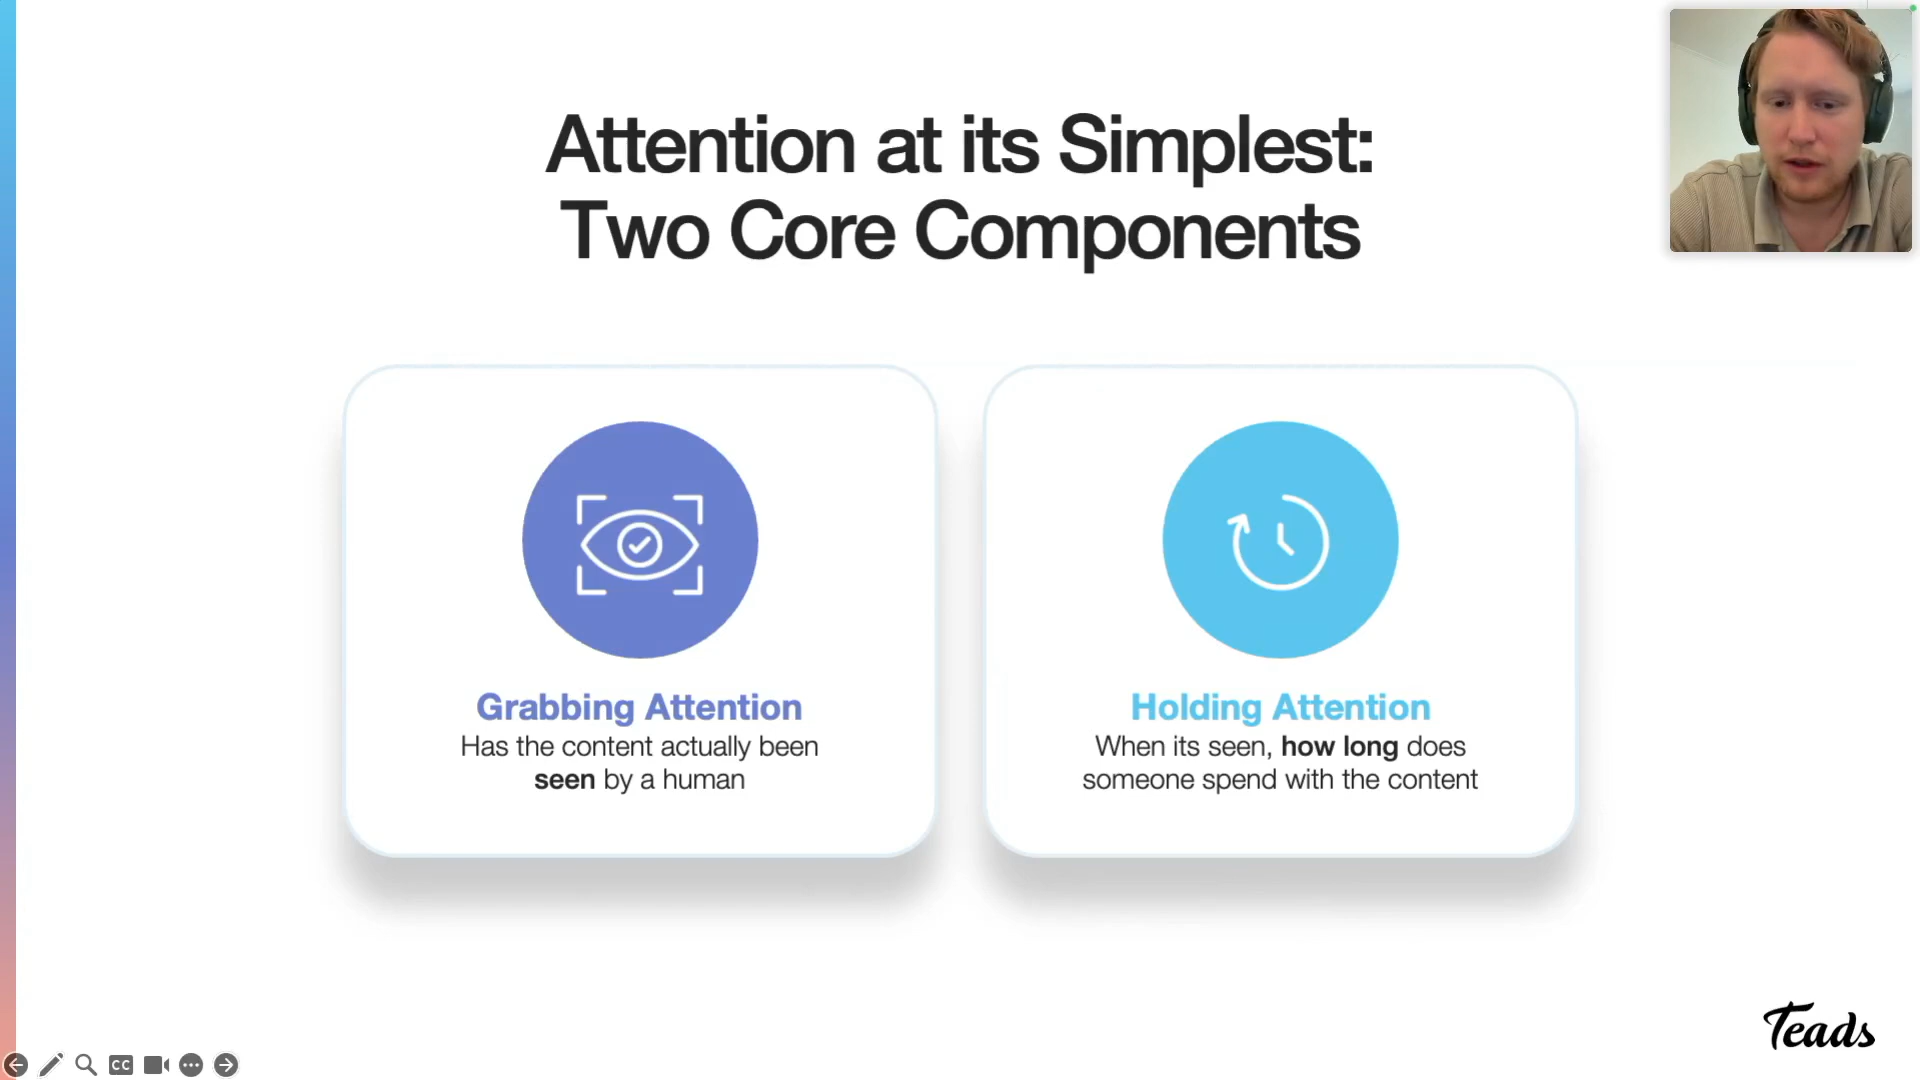 Attention at its Simplest:
Two Core Components
Grabbing Attention
Has the content actually been
seen by a human
Holding Attention
When its seen, how long does
someone spend with the content
Teads
CC